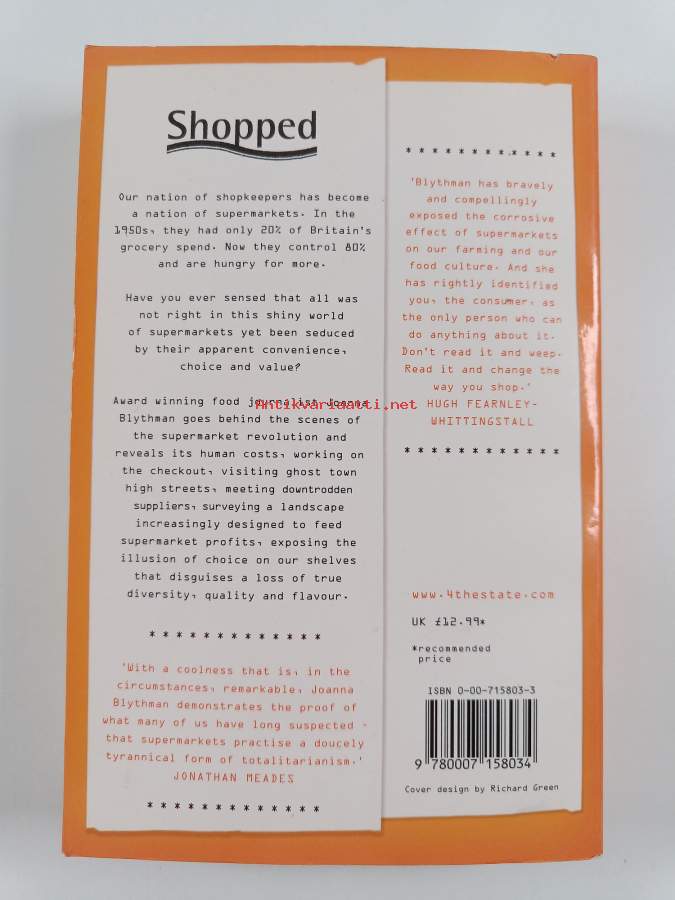 Shopped
Our nation of shopkeepers has become
a nation of supermarkets. In the
1950s, they had only 20% of Britain's
grocery spend. Now they control 80%
and are hungry for more.
Have you ever sensed that all was
not right in this shiny world
of supermarkets yet been seduced
by their apparent convenience,
choice and value?
Award winning food journalist Joanna
Blythman goes behind the scenes of
the supermarket revolution and
reveals its human costs, working on
the checkout, visiting ghost town
high streets, meeting downtrodden
suppliers, surveying a landscape
increasingly designed to feed
supermarket profits, exposing the
illusion of choice on our shelves
that disguises a loss of true
diversity, quality and flavour.
* * * * * * * * * * * * *
'With a coolness that is, in the
circumstances, remarkable, Joanna
Blythman demonstrates the proof of
what many of us have long suspected -
that supermarkets practise a doucely
tyrannical form of totalitarianism.'
JONATHAN MEADES
* * * * * * * * * * * * *
* * * * * * * * * * * *
'Blythman has bravely
and compellingly
exposed the corrosive
effect of supermarkets
on our farming and our
food culture. And she
has rightly identified
you, the consumer, as
the only person who can
do anything about it.
Don't read it and weep.
Read it and change the
way you shop.'
HUGH FEARNLEY-
WHITTINGSTALL
* * * * * * * * * * * *
www.4thestate.com
UK £12.99*
*recommended
price
ISBN 0-00-715803-3
9 780007 158034
Cover design by Richard Green
Antikvariaatti.net